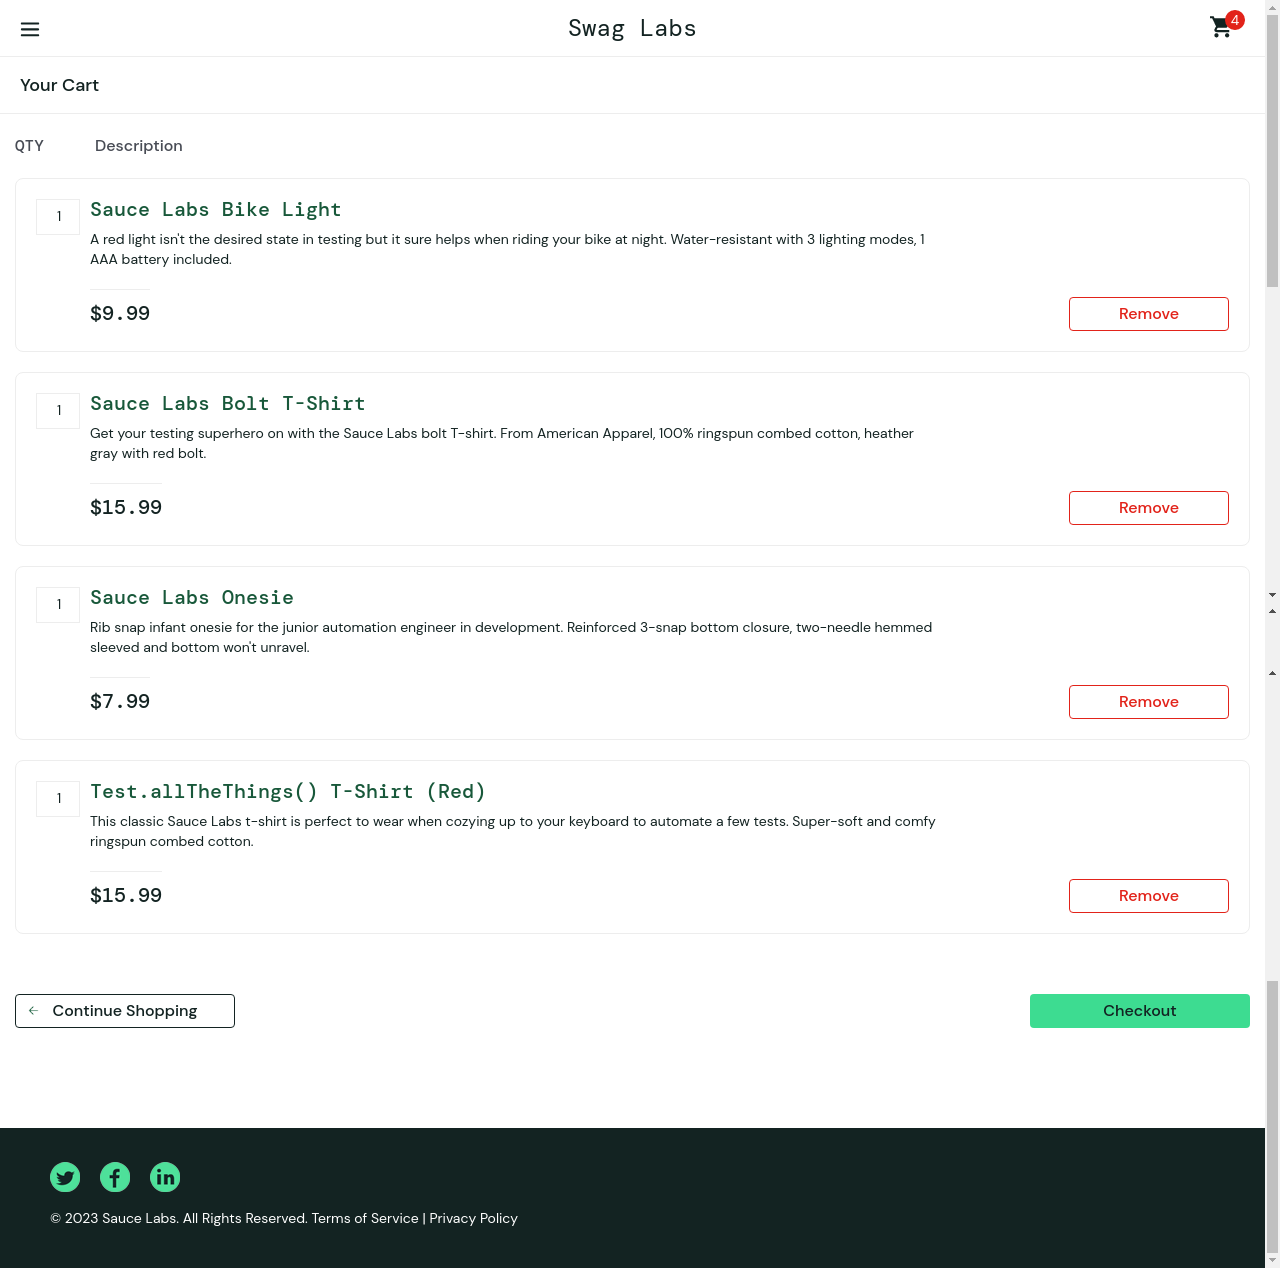 Swag Labs
4
Your Cart
QTY Description
1 Sauce Labs Bike Light
A red light isn't the desired state in testing but it sure helps when riding your bike at night. Water-resistant with 3 lighting modes, 1
AAA battery included.
$9.99 Remove
1 Sauce Labs Bolt T-Shirt
Get your testing superhero on with the Sauce Labs bolt T-shirt. From American Apparel, 100% ringspun combed cotton, heather
gray with red bolt.
$15.99 Remove
1 Sauce Labs Onesie
Rib snap infant onesie for the junior automation engineer in development. Reinforced 3-snap bottom closure, two-needle hemmed
sleeved and bottom won't unravel.
$7.99 Remove
1 Test.allTheThings() T-Shirt (Red)
This classic Sauce Labs t-shirt is perfect to wear when cozying up to your keyboard to automate a few tests. Super-soft and comfy
ringspun combed cotton.
$15.99 Remove
Continue Shopping Checkout
© 2023 Sauce Labs. All Rights Reserved. Terms of Service | Privacy Policy